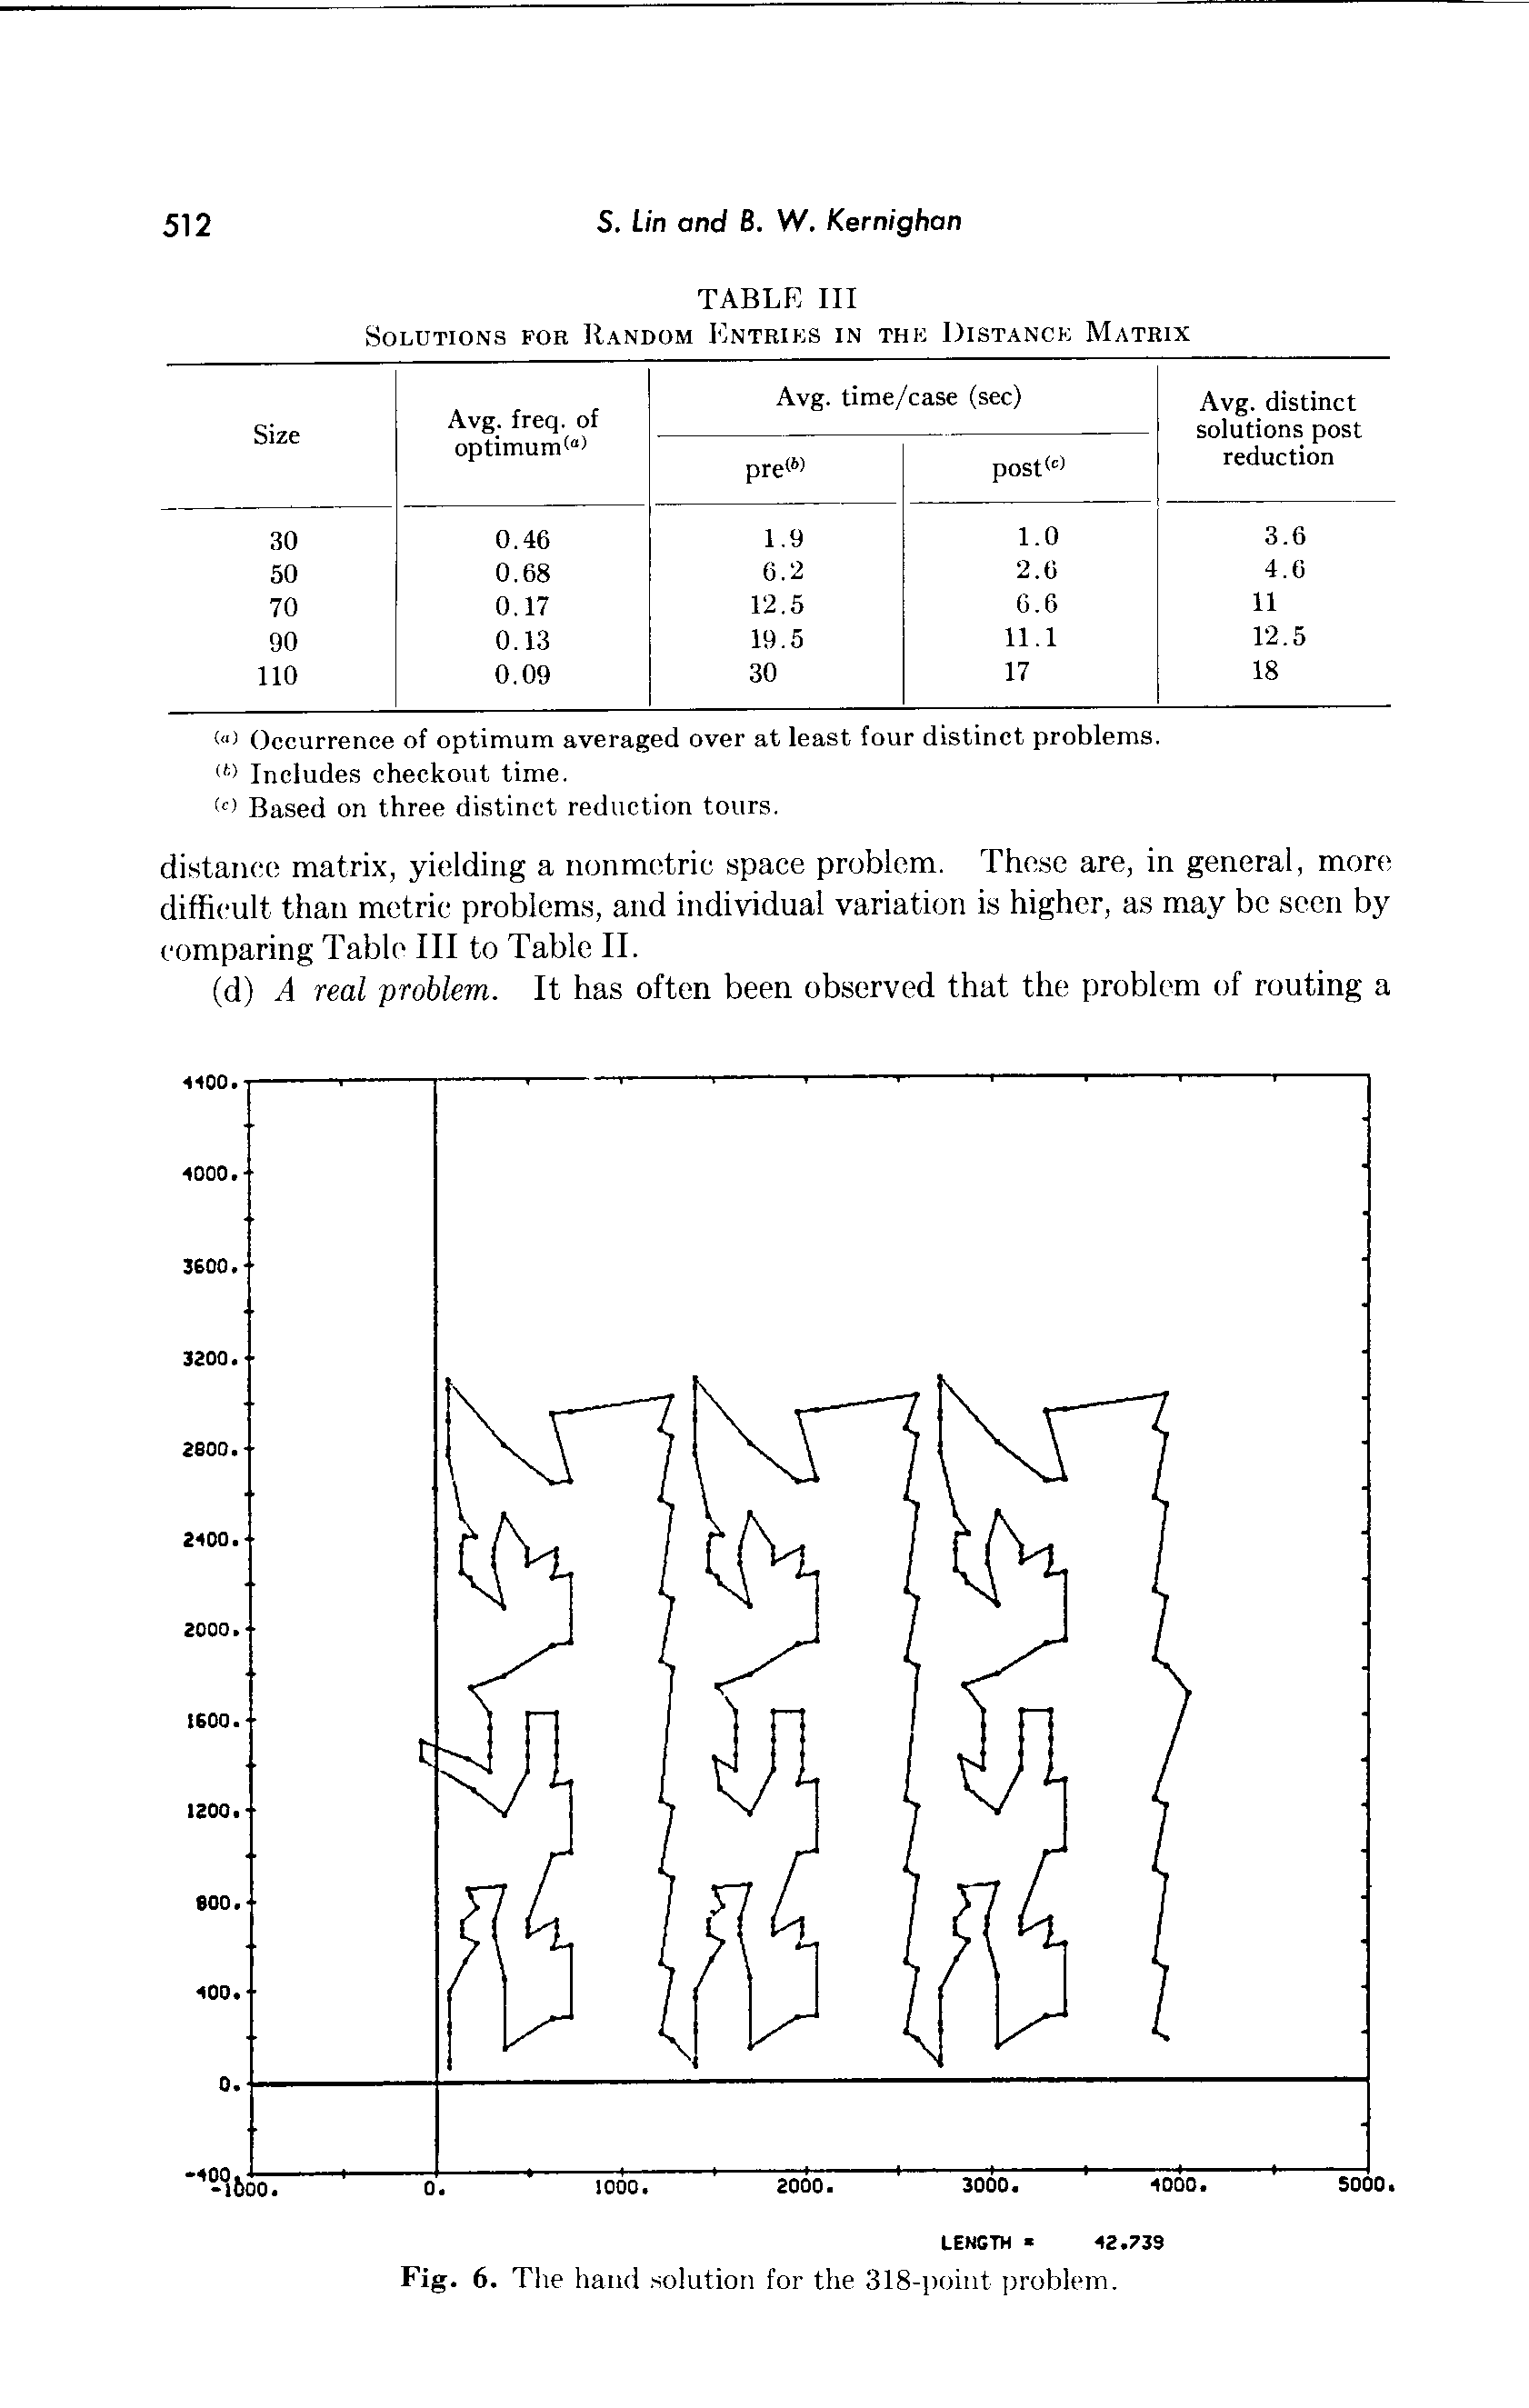 512 S. Lin and B. W. Kernighan
TABLE III
Solutions for Random Entries in the Distance Matrix
Size Avg. freq. of optimum(a) Avg. time/case (sec) Avg. distinct solutions post reduction
pre(b) post(c)
30 0.46 1.9 1.0 3.6
50 0.68 6.2 2.6 4.6
70 0.17 12.5 6.6 11
90 0.13 19.5 11.1 12.5
110 0.09 30 17 18
(a) Occurrence of optimum averaged over at least four distinct problems.
(b) Includes checkout time.
(c) Based on three distinct reduction tours.
distance matrix, yielding a nonmetric space problem. These are, in general, more
difficult than metric problems, and individual variation is higher, as may be seen by
comparing Table III to Table II.
(d) A real problem. It has often been observed that the problem of routing a
4400.
4000.
3600.
3200.
2800.
2400.
2000.
1600.
1200.
800.
400.
0.
-400.
-1000. 0. 1000. 2000. 3000. 4000. 5000.
LENGTH = 42.739
Fig. 6. The hand solution for the 318-point problem.